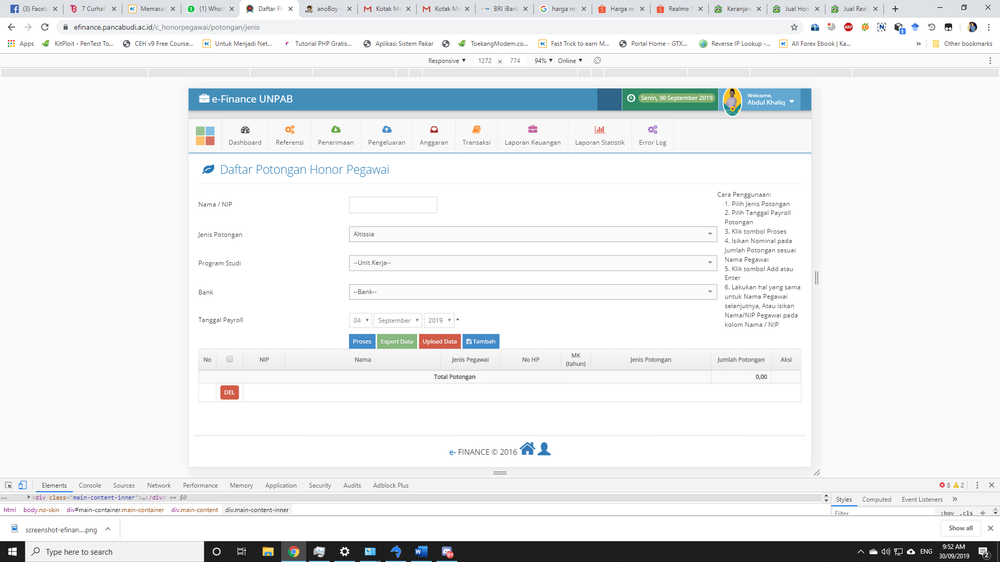 (3) Faceb
7 Curhat
Memasak
(1) Whats
Daftar Po
anoBoy -
Kotak Ma
Kotak Ma
BRI iBank
harga rea
Harga re
Realme 5
Keranjang
Jual Hori
Jual Real
efinance.pancabudi.ac.id/c_honorpegawai/potongan/jenis
Apps
KitPloit - PenTest To...
CEH v9 Free Course...
Untuk Menjadi Net...
Tutorial PHP Gratis...
Aplikasi Sistem Pakar
ToekangModem.co...
Fast Trick to earn M...
Portal Home - GTX...
Reverse IP Lookup -...
All Forex Ebook | Ka...
»
Other bookmarks
Responsive ▼ 1272 x 774 94% ▼ Online ▼
e-Finance UNPAB
Senin, 30 September 2019
Welcome,
Abdul Khaliq
Dashboard
Referensi
Penerimaan
Pengeluaran
Anggaran
Transaksi
Laporan Keuangan
Laporan Statistik
Error Log
Daftar Potongan Honor Pegawai
Nama / NIP
Jenis Potongan
Altissia
Program Studi
--Unit Kerja--
Bank
--Bank--
Tanggal Payroll
04 September 2019 *
Cara Penggunaan:
1. Pilih Jenis Potongan
2. Pilih Tanggal Payroll
Potongan
3. Klik tombol Proses
4. Isikan Nominal pada
Jumlah Potongan sesuai
Nama Pegawai
5. Klik tombol Add atau
Enter
6. Lakukan hal yang sama
untuk Nama Pegawai
selanjutnya, Atau isikan
Nama/NIP Pegawai pada
kolom Nama / NIP
Proses
Export Data
Upload Data
Tambah
No
NIP
Nama
Jenis Pegawai
No HP
MK
(tahun)
Jenis Potongan
Jumlah Potongan
Aksi
Total Potongan
0,00
DEL
e- FINANCE © 2016
Elements
Console
Sources
Network
Performance
Memory
Application
Security
Audits
Adblock Plus
8
2
... <div class="main-content-inner">…</div> == $0
html
body.no-skin
div#main-container.main-container
div.main-content
div.main-content-inner
Styles
Computed
Event Listeners
»
Filter
:hov
.cls
+
screenshot-efinan....png
Show all
Type here to search
9+
ENG
9:52 AM
30/09/2019
2